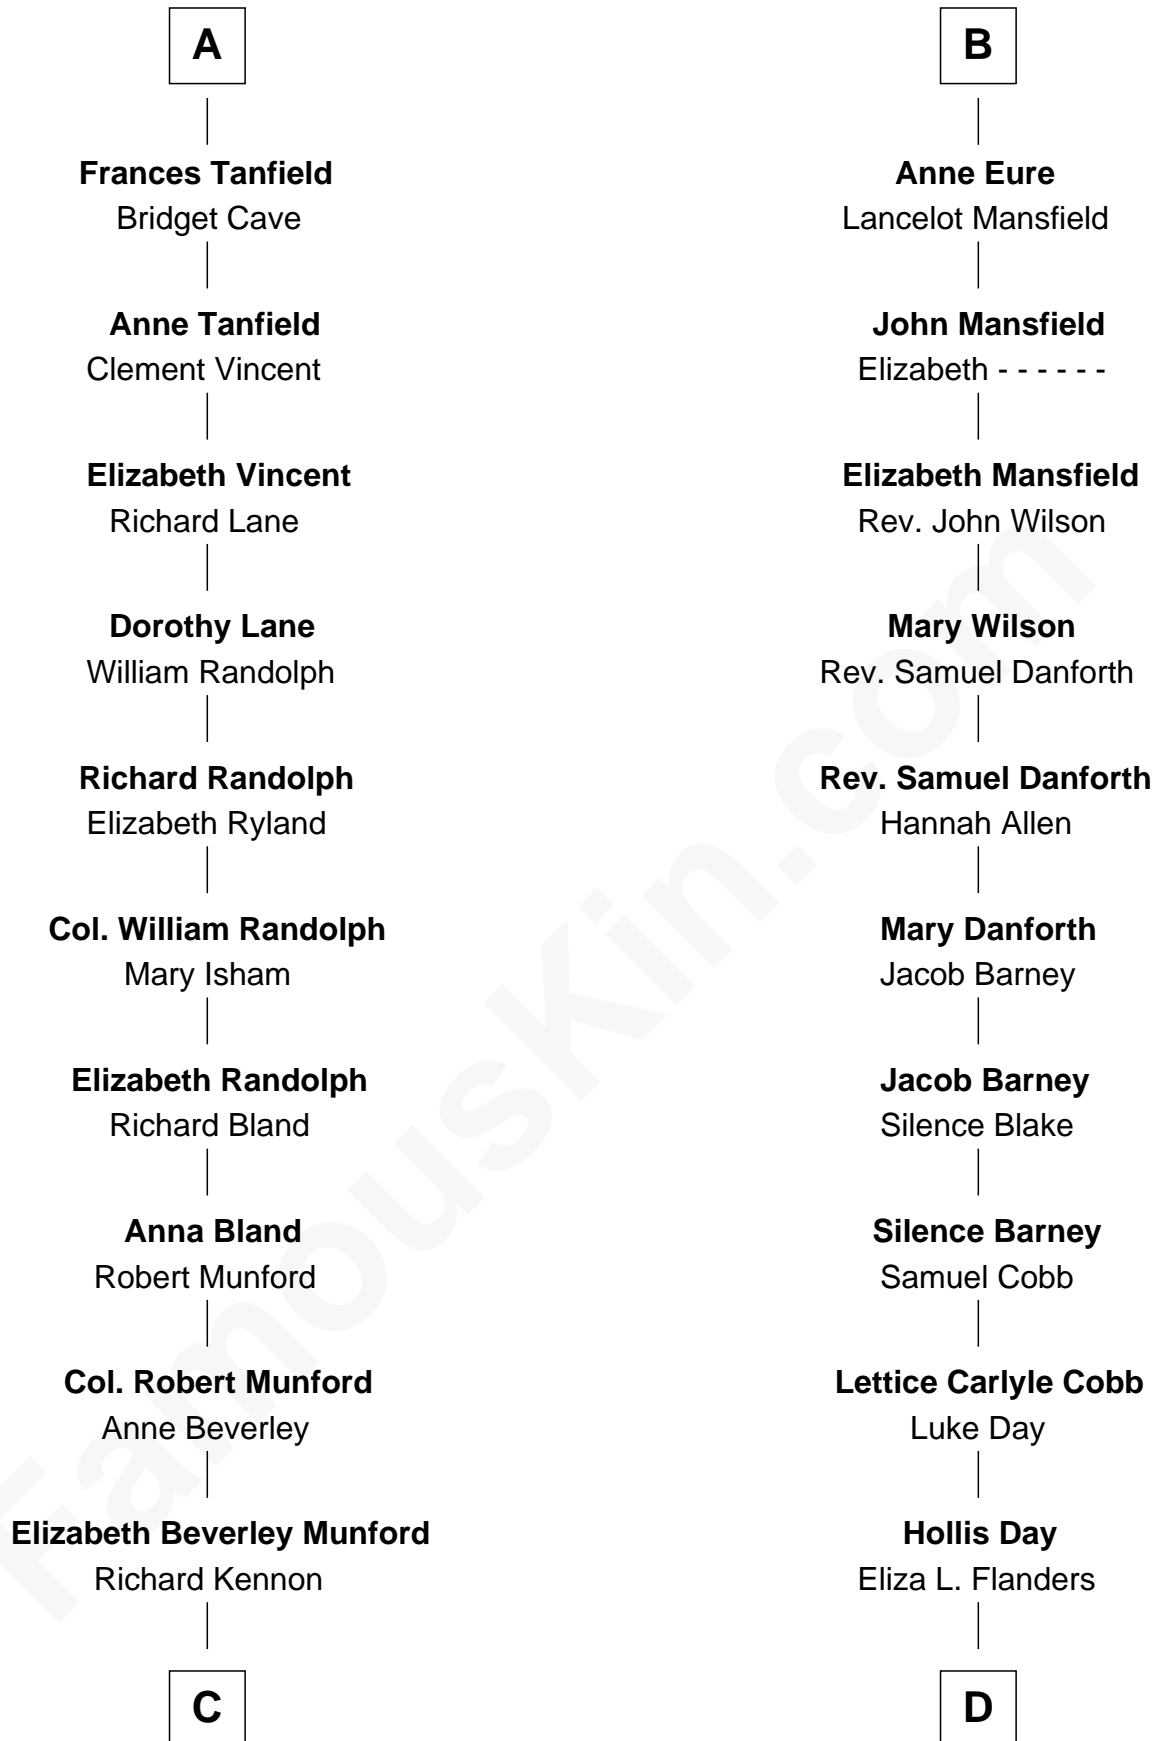 A
Frances Tanfield
Bridget Cave
Anne Tanfield
Clement Vincent
Elizabeth Vincent
Richard Lane
Dorothy Lane
William Randolph
Richard Randolph
Elizabeth Ryland
Col. William Randolph
Mary Isham
Elizabeth Randolph
Richard Bland
Anna Bland
Robert Munford
Col. Robert Munford
Anne Beverley
Elizabeth Beverley Munford
Richard Kennon
C
B
Anne Eure
Lancelot Mansfield
John Mansfield
Elizabeth - - - - - -
Elizabeth Mansfield
Rev. John Wilson
Mary Wilson
Rev. Samuel Danforth
Rev. Samuel Danforth
Hannah Allen
Mary Danforth
Jacob Barney
Jacob Barney
Silence Blake
Silence Barney
Samuel Cobb
Lettice Carlyle Cobb
Luke Day
Hollis Day
Eliza L. Flanders
D
FamousKin.com